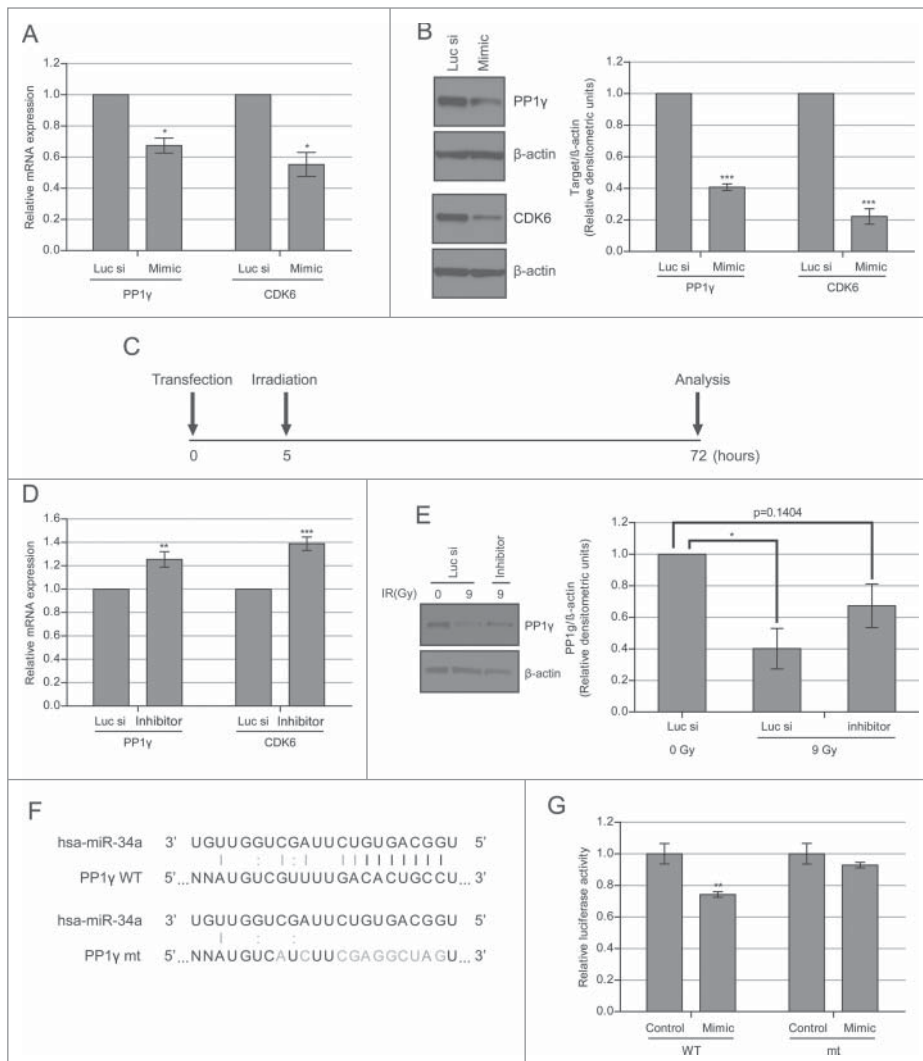 A
Relative mRNA expression
1.2
1.0
0.8
0.6
0.4
0.2
0.0
*
*
Luc si Mimic Luc si Mimic
PP1γ CDK6
B
Luc si
Mimic
PP1γ
β-actin
CDK6
β-actin
Target/ß-actin
(Relative densitometric units)
1.2
1.0
0.8
0.6
0.4
0.2
0.0
***
***
Luc si Mimic Luc si Mimic
PP1γ CDK6
C
Transfection Irradiation Analysis
0 5 72 (hours)
D
Relative mRNA expression
1.6
1.4
1.2
1.0
0.8
0.6
0.4
0.2
0.0
**
***
Luc si Inhibitor Luc si Inhibitor
PP1γ CDK6
E
Luc si
Inhibitor
IR(Gy) 0 9 9
PP1γ
β-actin
PP1g/ß-actin
(Relative densitometric units)
1.2
1.0
0.8
0.6
0.4
0.2
0.0
p=0.1404
*
Luc si Luc si inhibitor
0 Gy 9 Gy
F
hsa-miR-34a 3' UGUUGGUCGAUUCUGUGACGGU 5'
PP1γ WT 5'...NNAUGUCGUUUUGACACUGCCU... 3'
hsa-miR-34a 3' UGUUGGUCGAUUCUGUGACGGU 5'
PP1γ mt 5'...NNAUGUCAUCUUCGAGGCUAGU... 3'
G
Relative luciferase activity
1.2
1.0
0.8
0.6
0.4
0.2
0.0
**
Control Mimic Control Mimic
WT mt